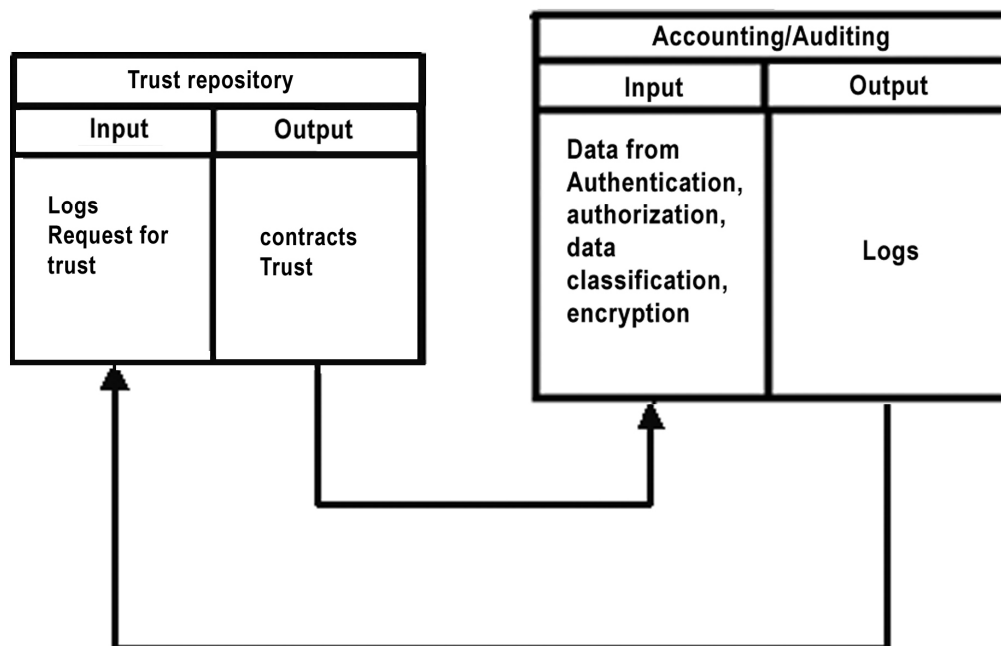 Trust repository
Input
Output
Logs
Request for
trust
contracts
Trust
Accounting/Auditing
Input
Output
Data from
Authentication,
authorization,
data
classification,
encryption
Logs